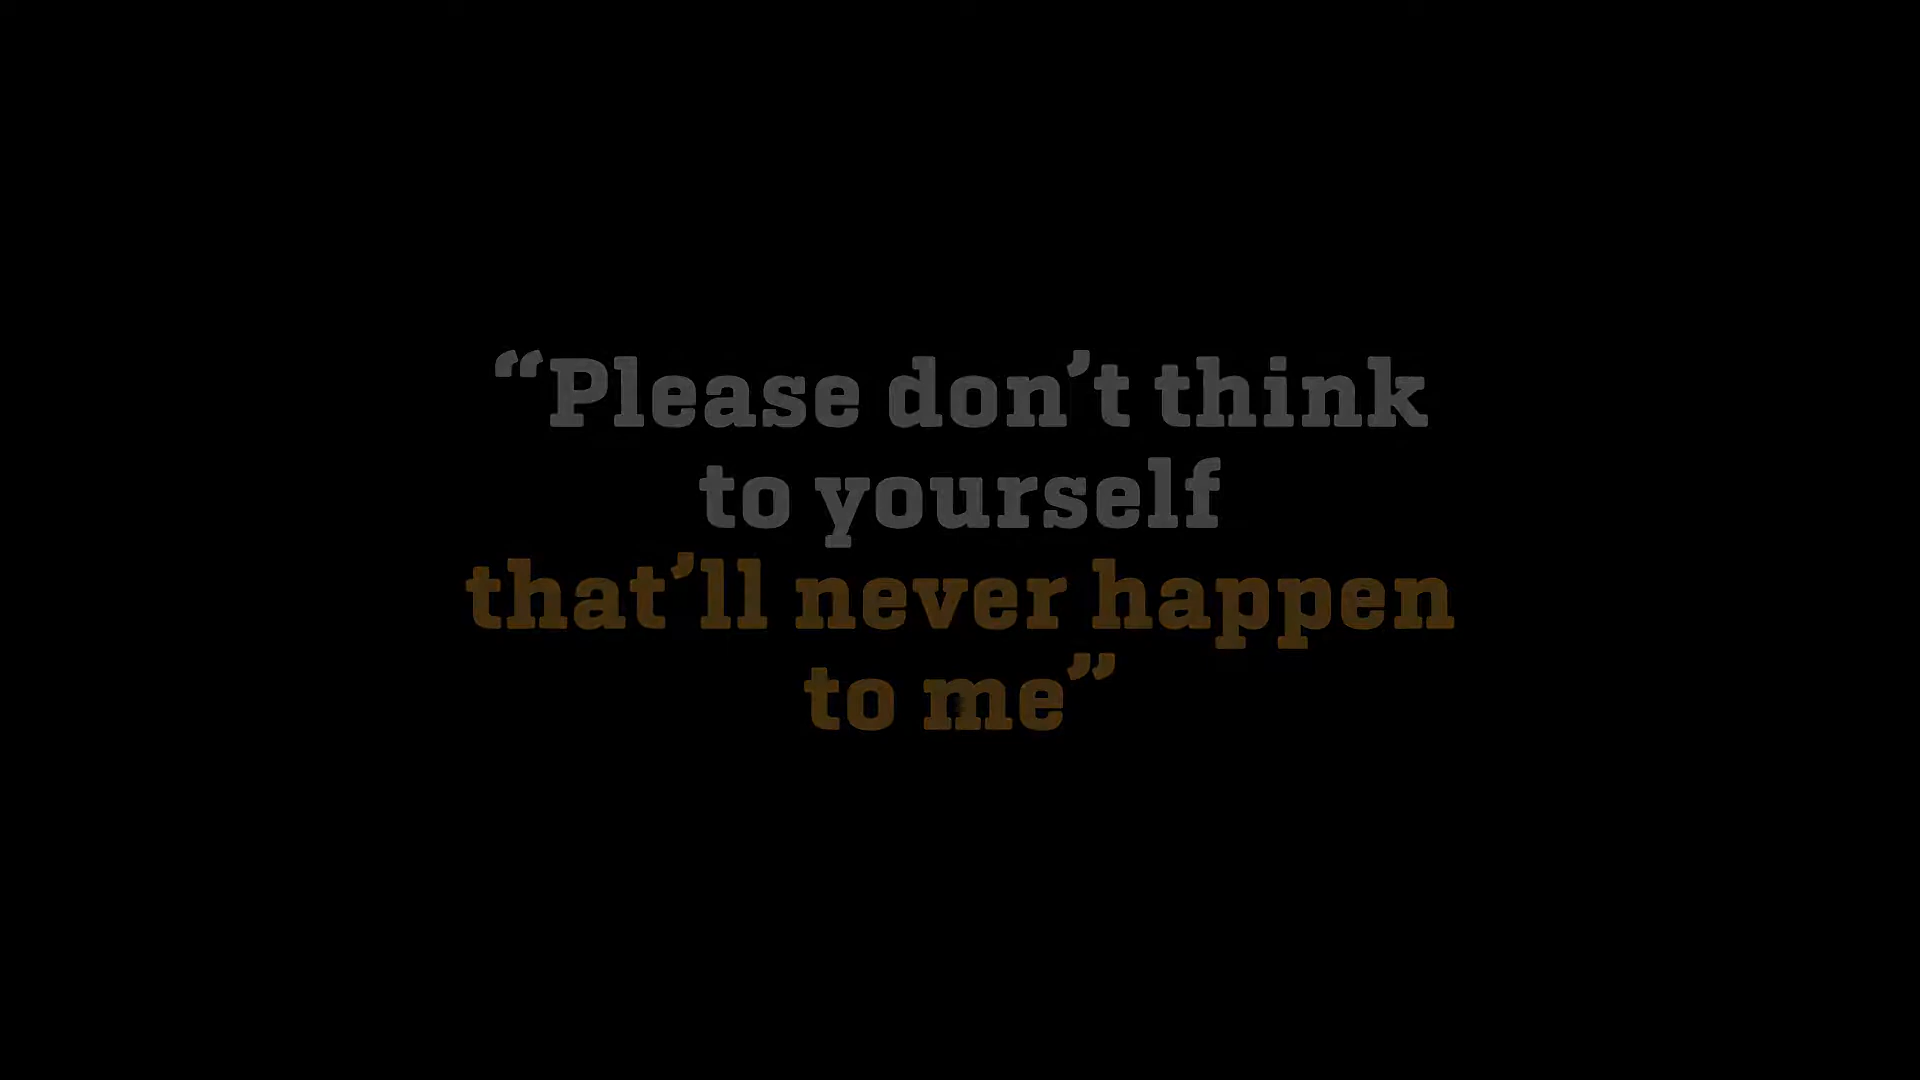 “Please don’t think
to yourself
that’ll never happen
to me”